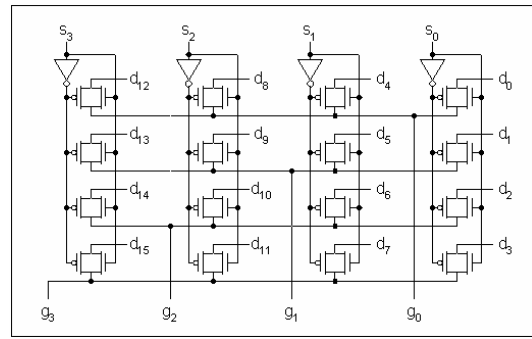 s3 s2 s1 s0
d12 d8 d4 d0
d13 d9 d5 d1
d14 d10 d6 d2
d15 d11 d7 d3
g3 g2 g1 g0